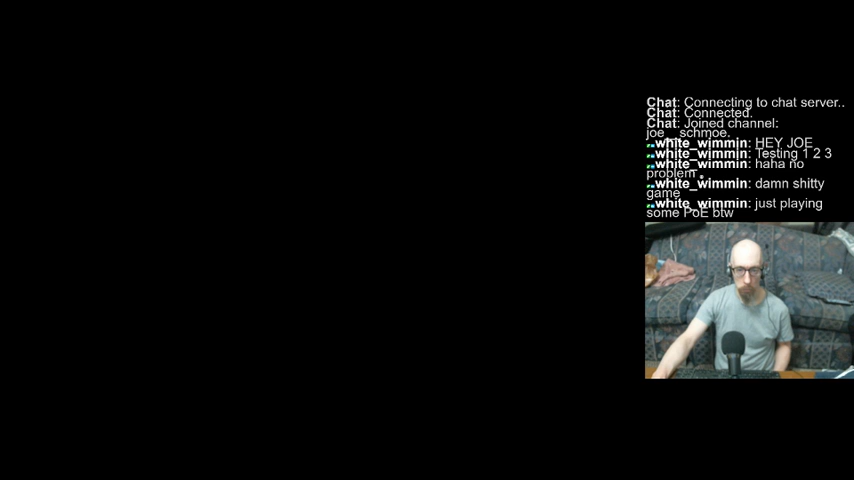 Chat: Connecting to chat server..
Chat: Connected.
Chat: Joined channel:
joe__schmoe.
white_wimmin: HEY JOE
white_wimmin: Testing 1 2 3
white_wimmin: haha no
problem
white_wimmin: damn shitty
game
white_wimmin: just playing
some PoE btw